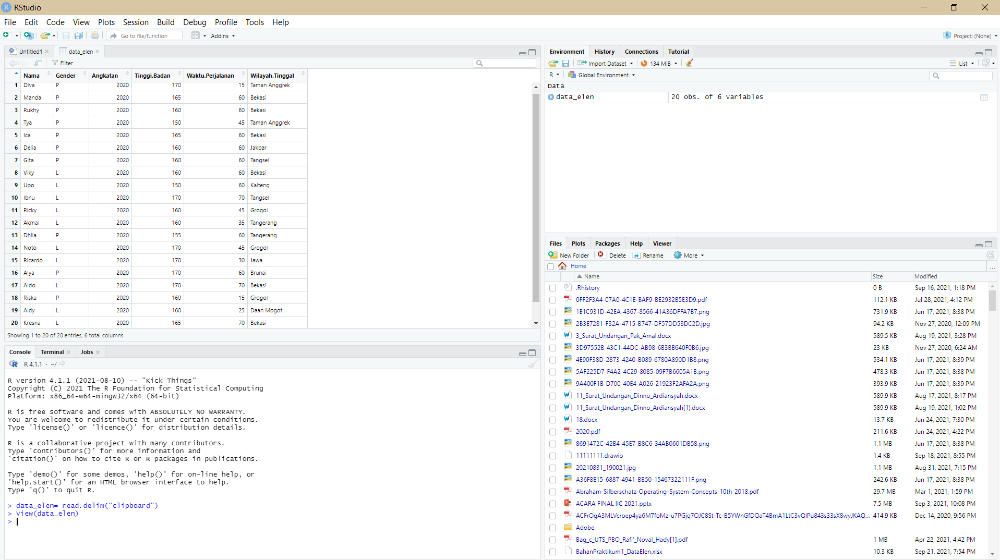 RStudio
File Edit Code View Plots Session Build Debug Profile Tools Help
Go to file/function Addins Project: (None)
Untitled1 data_elen
Filter
Nama Gender Angkatan Tinggi.Badan Waktu.Perjalanan Wilayah.Tinggal
1 Diva P 2020 170 15 Taman Anggrek
2 Manda P 2020 165 60 Bekasi
3 Rukhy P 2020 160 60 Bekasi
4 Tya P 2020 150 45 Taman Anggrek
5 Ica P 2020 165 60 Bekasi
6 Delia P 2020 160 60 Jakbar
7 Gita P 2020 160 60 Tangsel
8 Viky L 2020 160 60 Bekasi
9 Upo L 2020 150 60 Kalteng
10 Ibnu L 2020 170 70 Tangsel
11 Ricky L 2020 160 45 Grogol
12 Akmal L 2020 160 35 Tangerang
13 Dhila P 2020 155 60 Tangerang
14 Noto L 2020 170 45 Grogol
15 Ricardo L 2020 170 30 Jawa
16 Alya P 2020 170 60 Brunai
17 Aldo L 2020 170 70 Bekasi
18 Riska P 2020 160 15 Grogol
19 Aldy L 2020 160 25 Daan Mogot
20 Kresna L 2020 165 70 Bekasi
Showing 1 to 20 of 20 entries, 6 total columns
Console Terminal Jobs
R 4.1.1 · ~/
R version 4.1.1 (2021-08-10) -- "Kick Things"
Copyright (C) 2021 The R Foundation for Statistical Computing
Platform: x86_64-w64-mingw32/x64 (64-bit)
R is free software and comes with ABSOLUTELY NO WARRANTY.
You are welcome to redistribute it under certain conditions.
Type 'license()' or 'licence()' for distribution details.
R is a collaborative project with many contributors.
Type 'contributors()' for more information and
'citation()' on how to cite R or R packages in publications.
Type 'demo()' for some demos, 'help()' for on-line help, or
'help.start()' for an HTML browser interface to help.
Type 'q()' to quit R.
> data_elen= read.delim("clipboard")
> View(data_elen)
>
Environment History Connections Tutorial
Import Dataset 134 MiB List
R Global Environment
Data
data_elen 20 obs. of 6 variables
Files Plots Packages Help Viewer
New Folder Delete Rename More
Home ...
Name Size Modified
.Rhistory 0 B Sep 16, 2021, 1:18 PM
0FF2F3A4-07A0-4C1E-BAF9-BE2932B5E3D9.pdf 112.1 KB Jul 28, 2021, 4:12 PM
1E1C931D-42EA-4367-8566-41A36DFFA7B7.png 731.9 KB Jun 17, 2021, 8:38 PM
2B3E7281-F32A-4715-B747-DF57DD53DC2D.jpg 94.2 KB Nov 27, 2020, 12:09 PM
3_Surat_Undangan_Pak_Amal.docx 589.5 KB Aug 19, 2021, 3:28 PM
3D97552B-43C1-44DC-AB98-6B3BB640F0B6.jpg 23 KB Nov 27, 2020, 6:24 AM
4E90F38D-2873-4240-B089-6780A890D1B8.png 534.1 KB Jun 17, 2021, 8:39 PM
5AF225D7-F4A2-4C29-8085-09F7B6605A1B.png 478.3 KB Jun 17, 2021, 8:38 PM
9A400F1B-D700-40E4-A026-21923F2AFA2A.png 393.9 KB Jun 17, 2021, 8:39 PM
11_Surat_Undangan_Dinno_Ardiansyah.docx 589.9 KB Aug 17, 2021, 8:17 PM
11_Surat_Undangan_Dinno_Ardiansyah(1).docx 589.9 KB Aug 19, 2021, 1:02 PM
18.docx 13.7 KB Jun 24, 2021, 7:30 PM
2020.pdf 211.6 KB Jun 24, 2021, 4:22 PM
8691472C-42B4-45E7-B8C6-34AB0601DB58.png 1.1 MB Jun 17, 2021, 8:38 PM
11111111.drawio 1.4 KB Sep 18, 2021, 8:55 PM
20210831_190021.jpg 1.1 MB Aug 31, 2021, 7:15 PM
A36F8E15-6887-4941-BB50-15467322111F.png 242.6 KB Jun 17, 2021, 8:38 PM
Abraham-Silberschatz-Operating-System-Concepts-10th-2018.pdf 29.7 MB Mar 1, 2021, 1:59 PM
ACARA FINAL IIC 2021.pptx 7.5 MB Sep 3, 2021, 10:08 PM
ACFrOgA3MLVcroep4ya6M7foMz-u7PGjq7OJC8St-Tc-B5YWnGfDQaT4BmA1LtC3vQIPu843s33sX8wyJKAQ... 414.9 KB Dec 14, 2020, 9:56 PM
Adobe
Bag_c_UTS_PBO_Rafi'_Noval_Hady[1].pdf 1 MB Apr 22, 2021, 4:42 PM
BahanPraktikum1_DataElen.xlsx 10.3 KB Sep 21, 2021, 7:54 PM